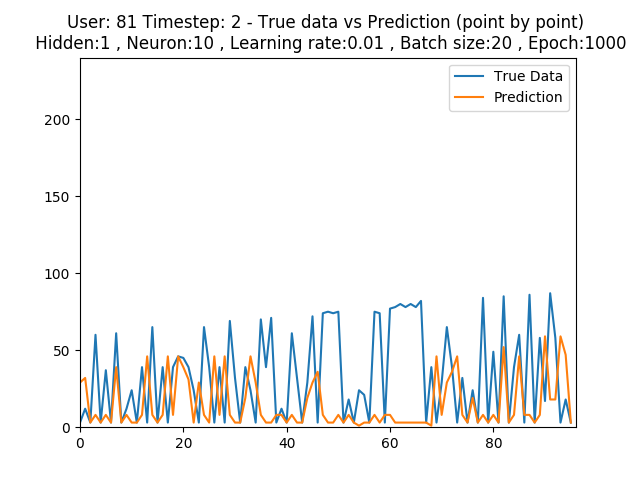 User: 81 Timestep: 2 - True data vs Prediction (point by point)
Hidden:1 , Neuron:10 , Learning rate:0.01 , Batch size:20 , Epoch:1000
True Data
Prediction
200
150
100
50
0
0 20 40 60 80